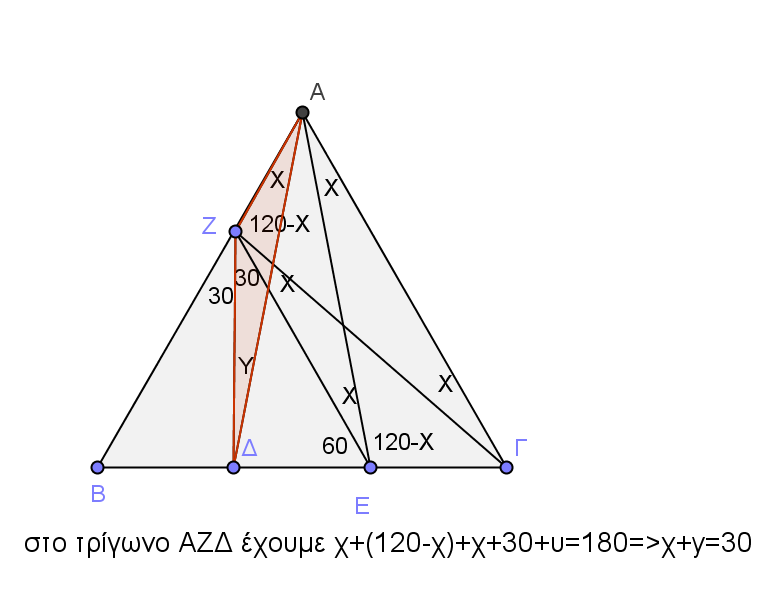 Α
Χ
Χ
Ζ
120-Χ
30
30
Χ
Υ
Χ
Χ
60
120-Χ
Δ
Γ
Β
Ε
στο τρίγωνο ΑΖΔ έχουμε χ+(120-χ)+χ+30+υ=180=>χ+y=30